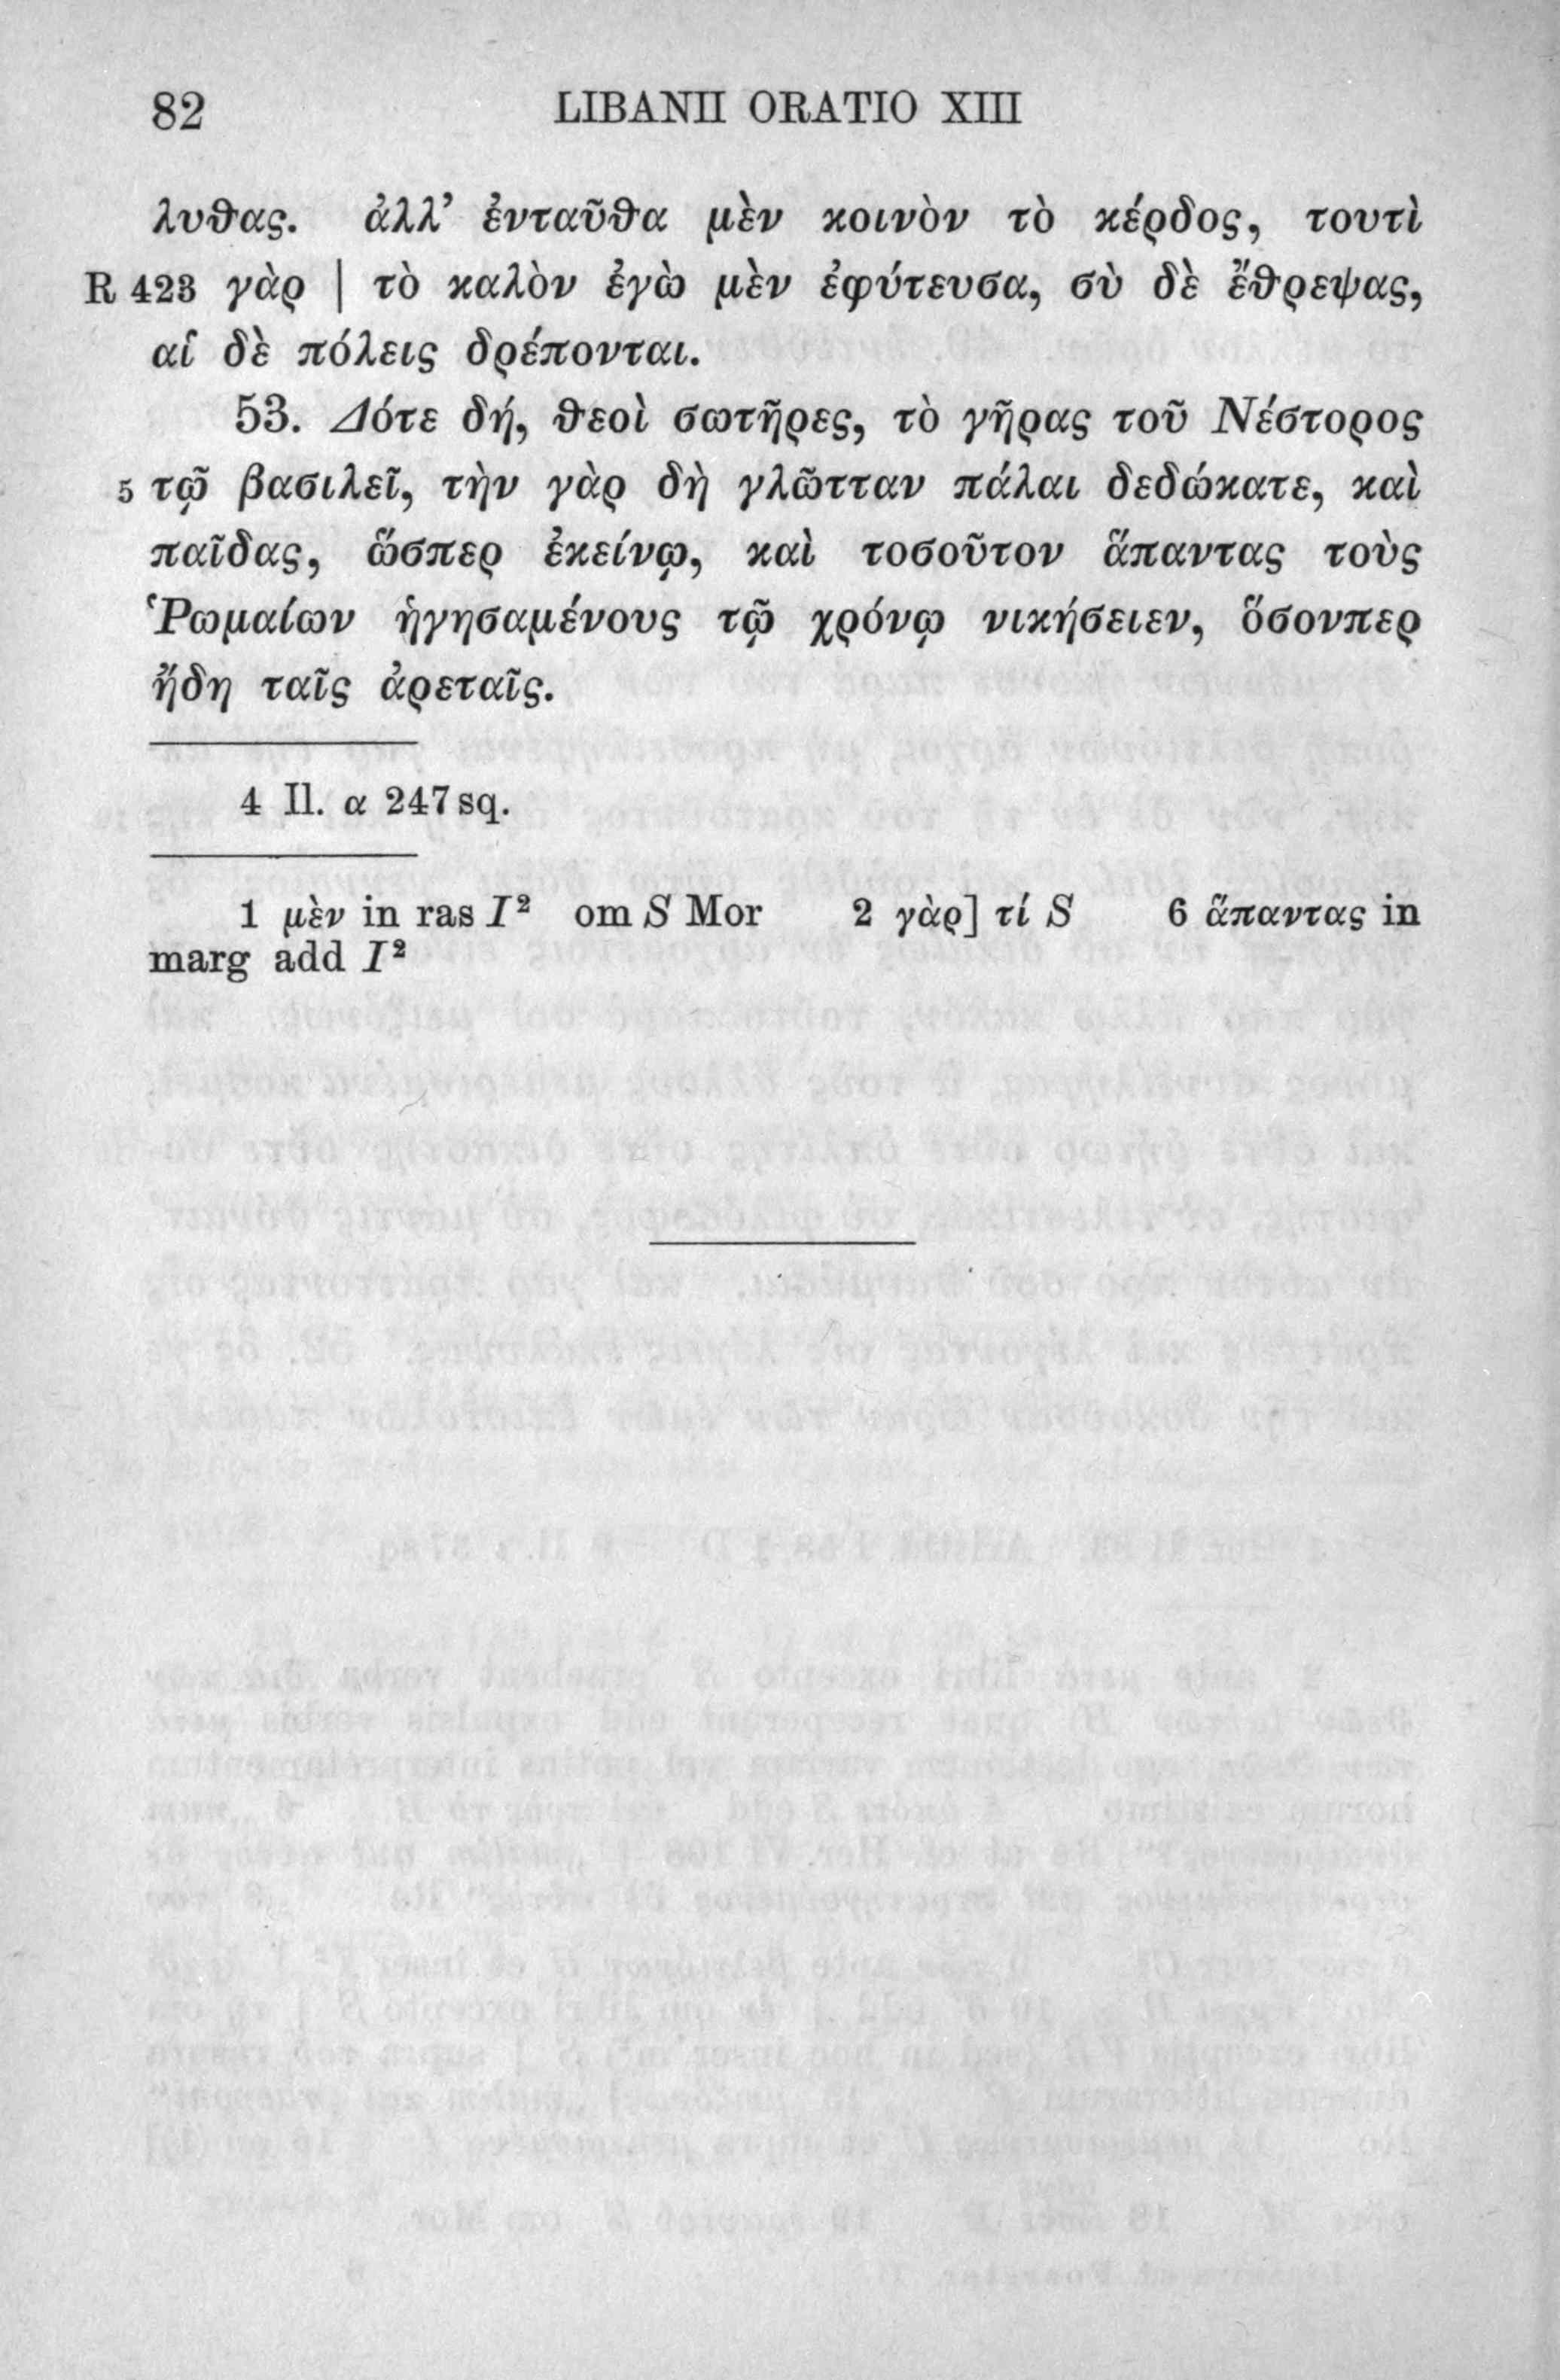 82 LIBANII ORATIO XIII
λυθας. ἀλλ’ ἐνταῦθα μὲν κοινὸν τὸ κέρδος, τουτὶ
R 423 γὰρ | τὸ καλὸν ἐγὼ μὲν ἐφύτευσα, σὺ δὲ ἔθρεψας,
αἱ δὲ πόλεις δρέπονται.
53. Δότε δή, θεοὶ σωτῆρες, τὸ γῆρας τοῦ Νέστορος
5 τῷ βασιλεῖ, τὴν γὰρ δὴ γλῶτταν πάλαι δεδώκατε, καὶ
παῖδας, ὥσπερ ἐκείνῳ, καὶ τοσοῦτον ἅπαντας τοὺς
Ῥωμαίων ἡγησαμένους τῷ χρόνῳ νικήσειεν, ὅσονπερ
ἤδη ταῖς ἀρεταῖς.
4 Il. α 247 sq.
1 μὲν in ras I² om S Mor 2 γὰρ] τί S 6 ἅπαντας in
marg add I²